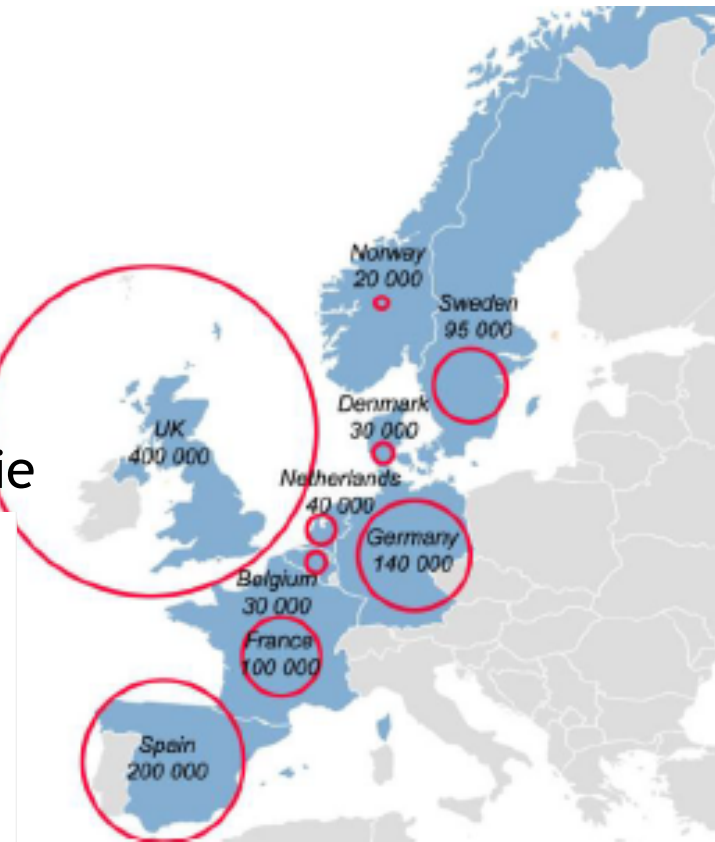 Norway
20 000
Sweden
95 000
Denmark
30 000
UK
400 000
ie
Netherlands
40 000
Germany
140 000
Belgium
30 000
France
100 000
Spain
200 000